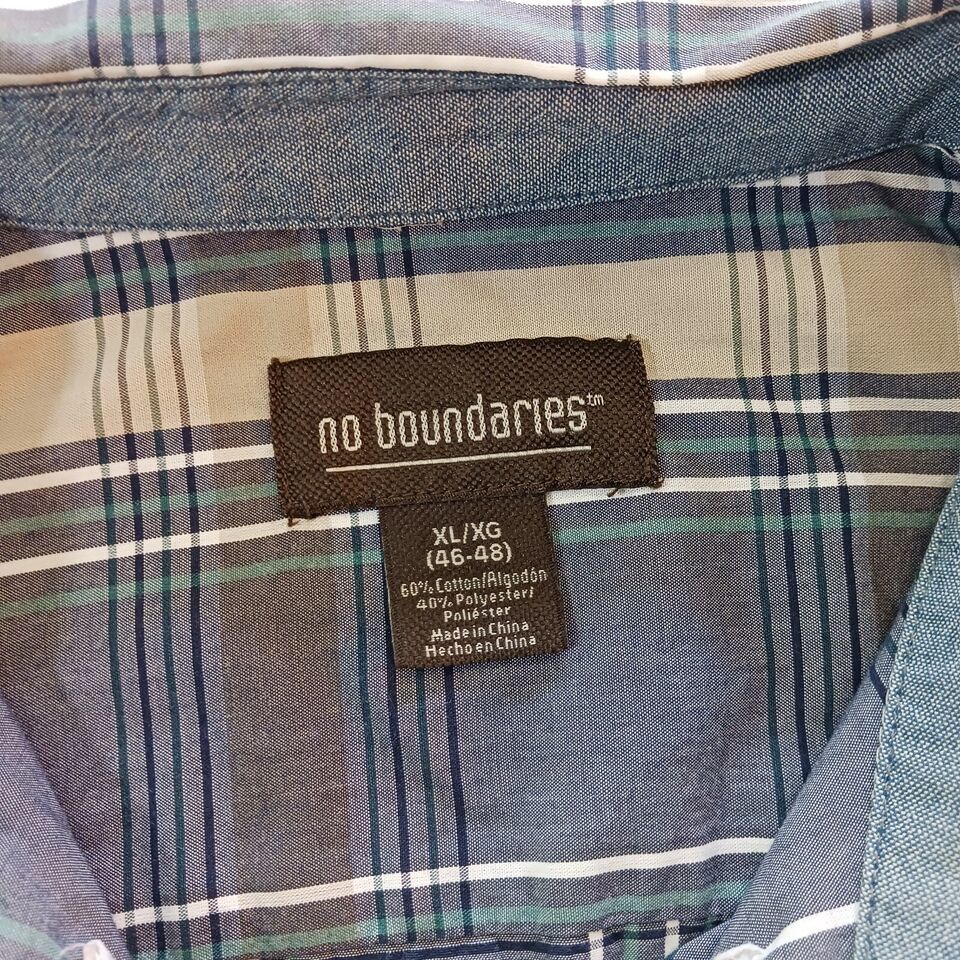 no boundaries™
XL/XG
(46-48)
60% Cotton/Algodón
40% Polyester/
Poliéster
Made in China
Hecho en China